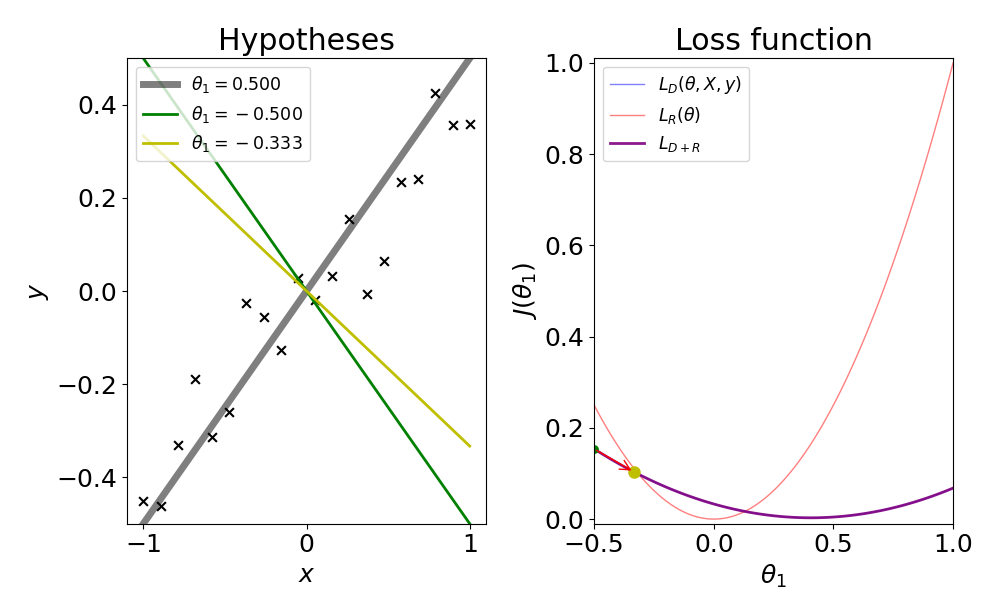 Hypotheses
θ₁ = 0.500
θ₁ = −0.500
θ₁ = −0.333
0.4
0.2
0.0
−0.2
−0.4
y
−1
0
1
x
Loss function
L_D(θ, X, y)
L_R(θ)
L_{D+R}
1.0
0.8
0.6
0.4
0.2
0.0
J(θ₁)
−0.5
0.0
0.5
1.0
θ₁